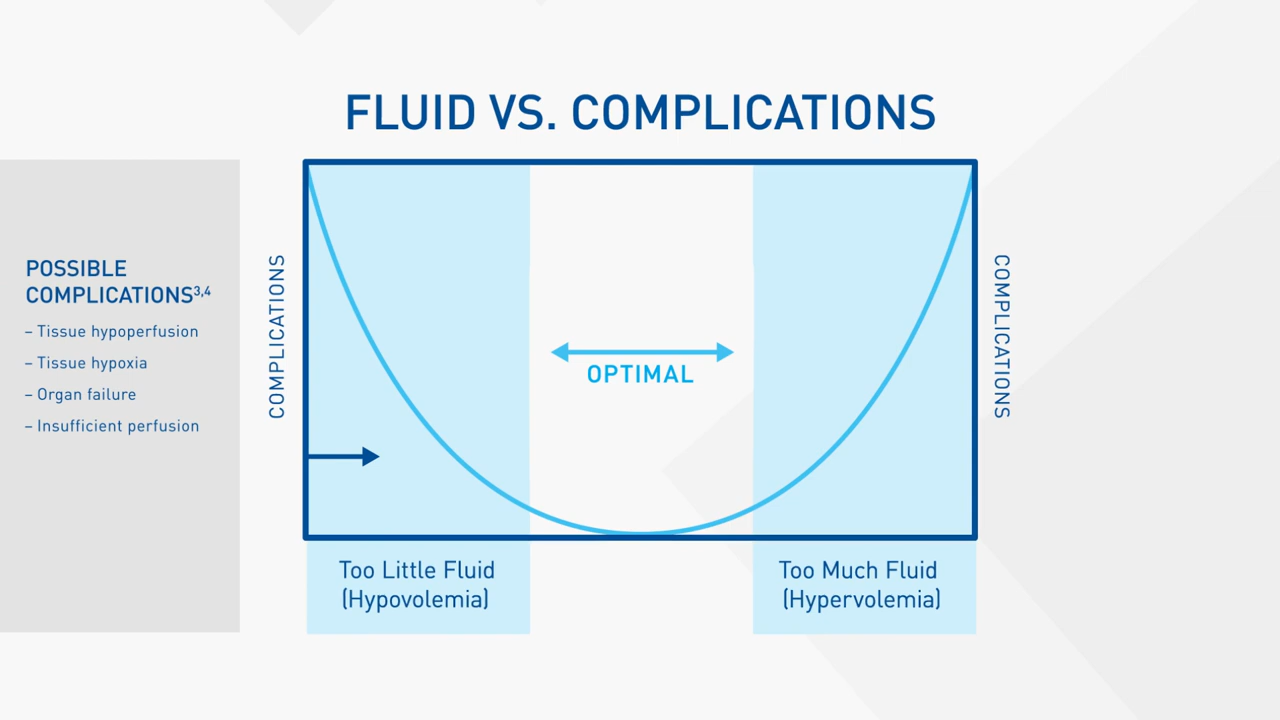 FLUID VS. COMPLICATIONS
POSSIBLE
COMPLICATIONS³,⁴
– Tissue hypoperfusion
– Tissue hypoxia
– Organ failure
– Insufficient perfusion
COMPLICATIONS
OPTIMAL
COMPLICATIONS
Too Little Fluid
(Hypovolemia)
Too Much Fluid
(Hypervolemia)